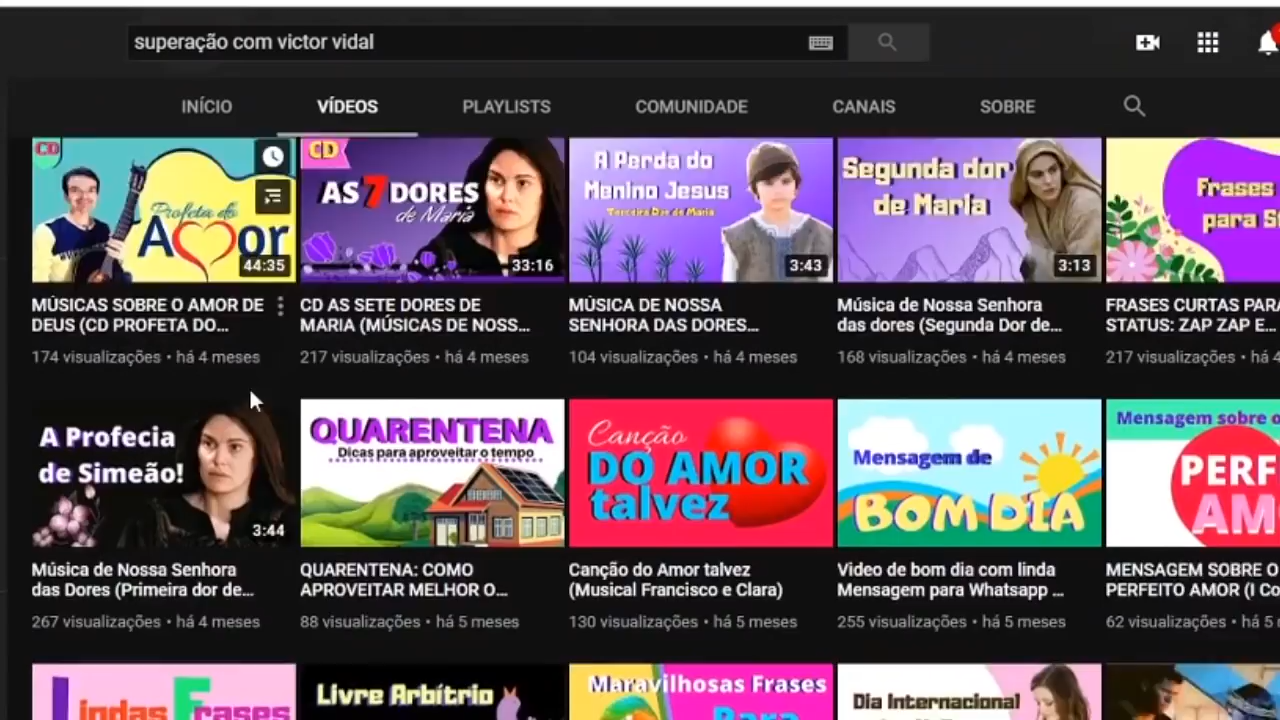 superação com victor vidal
INÍCIO VÍDEOS PLAYLISTS COMUNIDADE CANAIS SOBRE
CD
Profeta do
Amor
44:35
CD
AS 7 DORES
de Maria
33:16
A Perda do
Menino Jesus
Terceira Dor de Maria
3:43
Segunda dor
de Maria
3:13
Frases
para S
MÚSICAS SOBRE O AMOR DE
DEUS (CD PROFETA DO...
174 visualizações • há 4 meses
CD AS SETE DORES DE
MARIA (MÚSICAS DE NOSS...
217 visualizações • há 4 meses
MÚSICA DE NOSSA
SENHORA DAS DORES...
104 visualizações • há 4 meses
Música de Nossa Senhora
das dores (Segunda Dor de...
168 visualizações • há 4 meses
FRASES CURTAS PARA
STATUS: ZAP ZAP E...
217 visualizações • há 4
A Profecia
de Simeão!
3:44
QUARENTENA
Dicas para aproveitar o tempo
Canção
DO AMOR
talvez
Mensagem de
BOM DIA
Mensagem sobre o
PERF
AM
Música de Nossa Senhora
das Dores (Primeira dor de...
267 visualizações • há 4 meses
QUARENTENA: COMO
APROVEITAR MELHOR O...
88 visualizações • há 5 meses
Canção do Amor talvez
(Musical Francisco e Clara)
130 visualizações • há 5 meses
Video de bom dia com linda
Mensagem para Whatsapp ...
255 visualizações • há 5 meses
MENSAGEM SOBRE O
PERFEITO AMOR (I Co
62 visualizações • há 5 mes
Lindas Frases
Livre Arbítrio
Maravilhosas Frases
Para
Dia Internacional